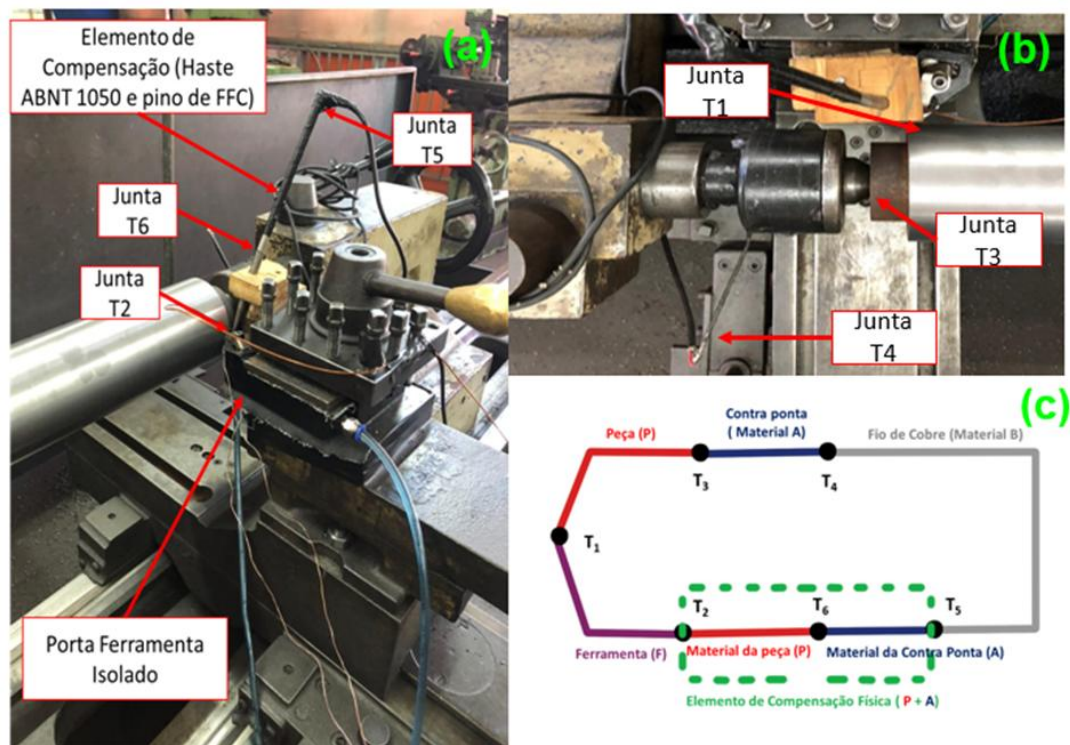 Elemento de
Compensação (Haste
ABNT 1050 e pino de FFC)
(a)
Junta
T5
Junta
T6
Junta
T2
Porta Ferramenta
Isolado
(b)
Junta
T1
Junta
T3
Junta
T4
(c)
Peça (P)
Contra ponta
( Material A)
Fio de Cobre (Material B)
T3
T4
T1
T2
T6
T5
Ferramenta (F)
Material da peça (P)
Material da Contra Ponta (A)
Elemento de Compensação Física ( P + A)